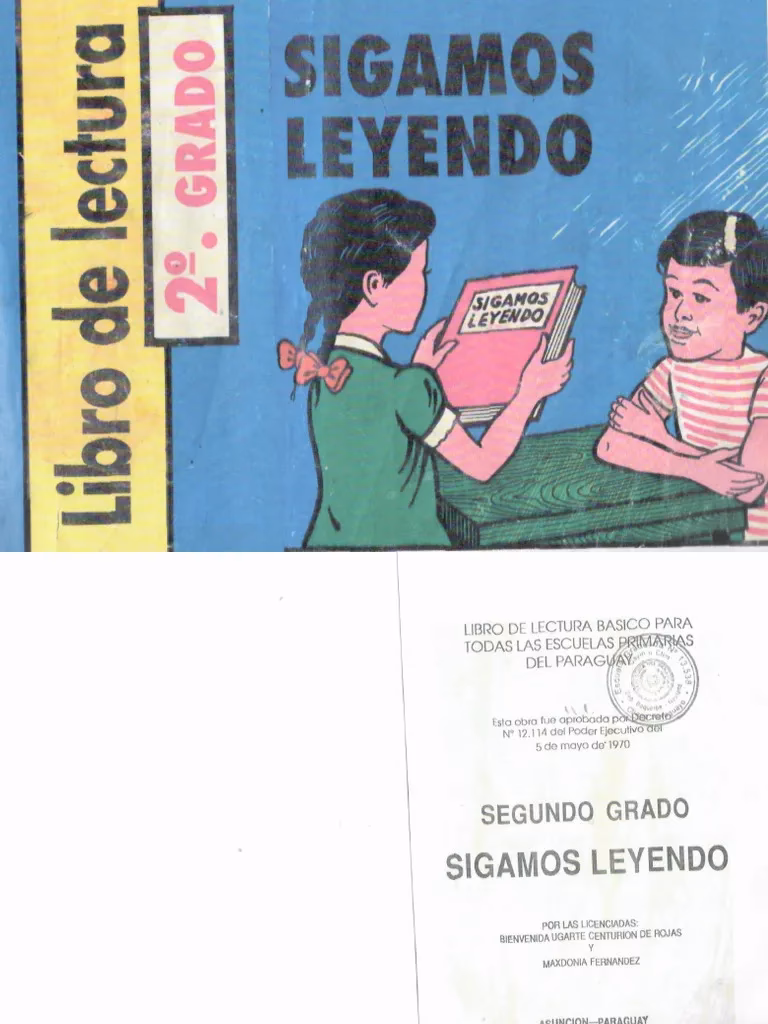 Libro de lectura
2º. GRADO
SIGAMOS
LEYENDO
SIGAMOS
LEYENDO
LIBRO DE LECTURA BASICO PARA
TODAS LAS ESCUELAS PRIMARIAS
DEL PARAGUAY
Esta obra fue aprobada por Decreto
Nº 12.114 del Poder Ejecutivo del
5 de mayo de 1970
SEGUNDO GRADO
SIGAMOS LEYENDO
POR LAS LICENCIADAS:
BIENVENIDA UGARTE CENTURION DE ROJAS
Y
MAXDONIA FERNANDEZ
ASUNCION—PARAGUAY